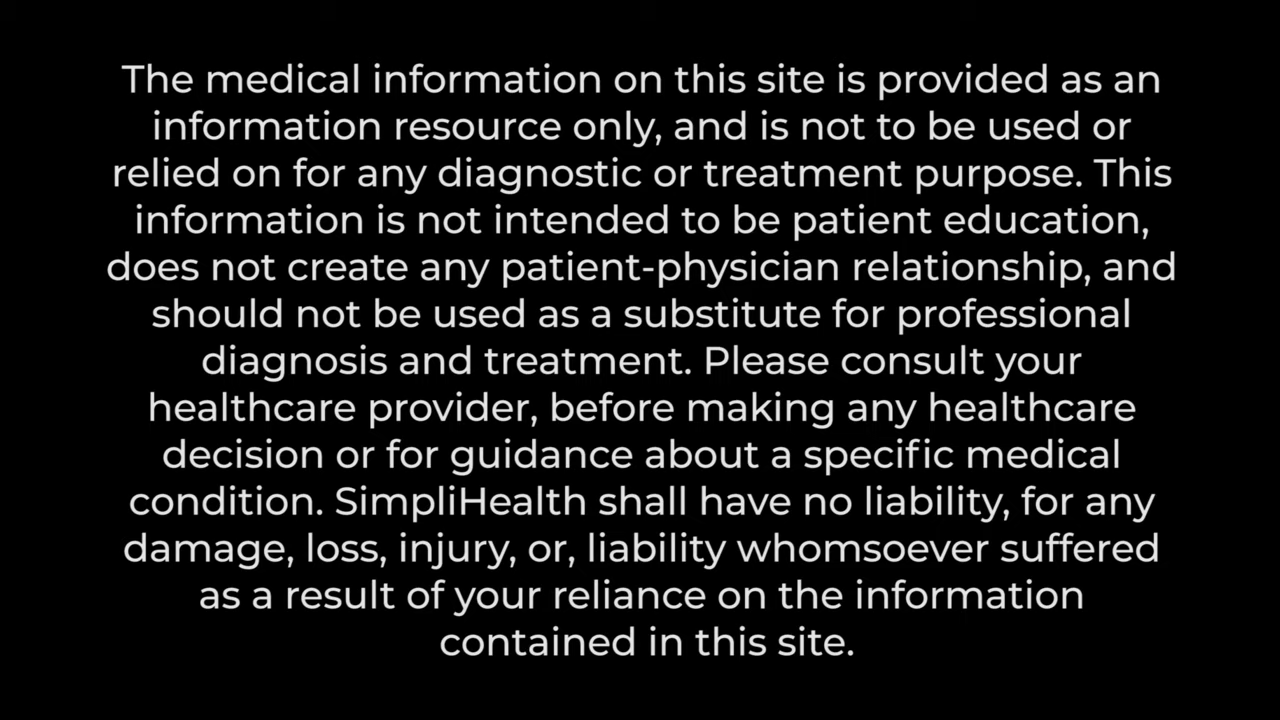 The medical information on this site is provided as an
information resource only, and is not to be used or
relied on for any diagnostic or treatment purpose. This
information is not intended to be patient education,
does not create any patient-physician relationship, and
should not be used as a substitute for professional
diagnosis and treatment. Please consult your
healthcare provider, before making any healthcare
decision or for guidance about a specific medical
condition. SimpliHealth shall have no liability, for any
damage, loss, injury, or, liability whomsoever suffered
as a result of your reliance on the information
contained in this site.